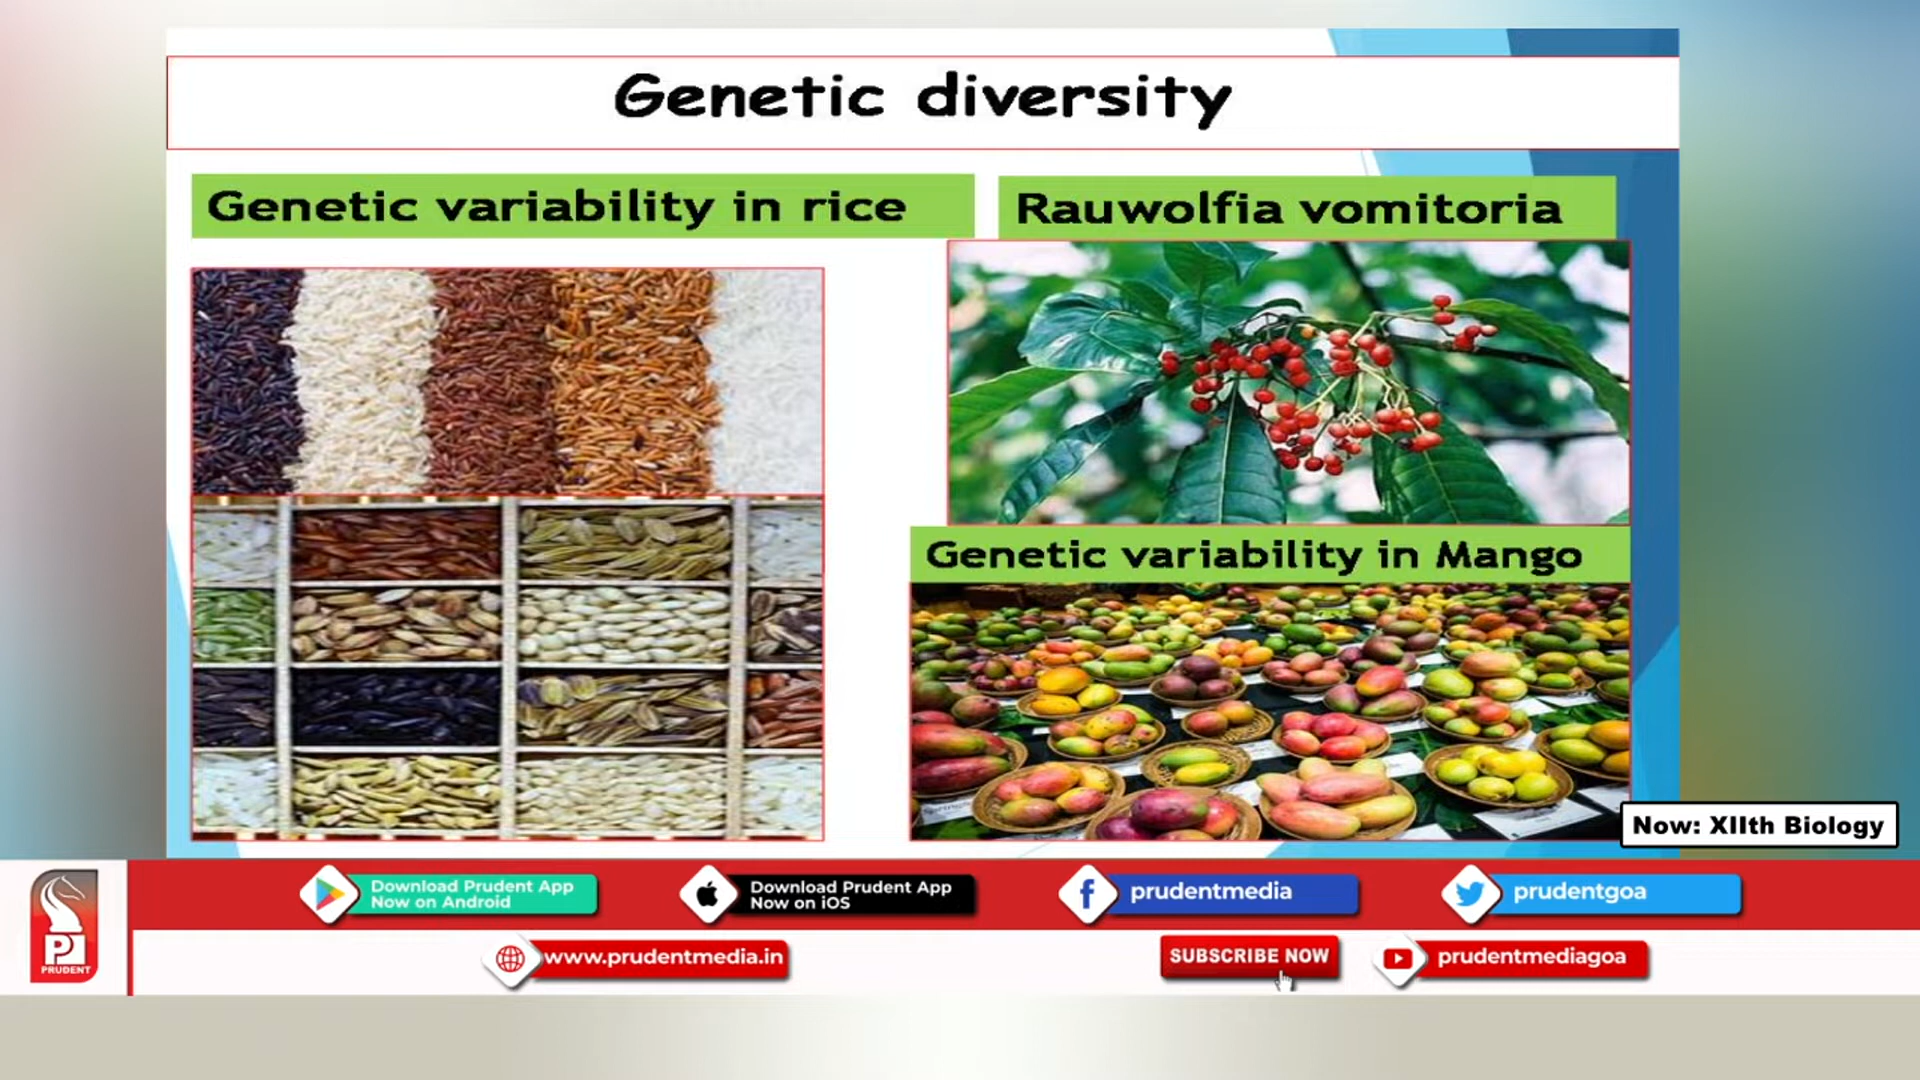 Genetic diversity
Genetic variability in rice
Rauwolfia vomitoria
Genetic variability in Mango
Now: XIIth Biology
Download Prudent App
Now on Android
Download Prudent App
Now on iOS
prudentmedia
prudentgoa
PRUDENT
www.prudentmedia.in
SUBSCRIBE NOW
prudentmediagoa